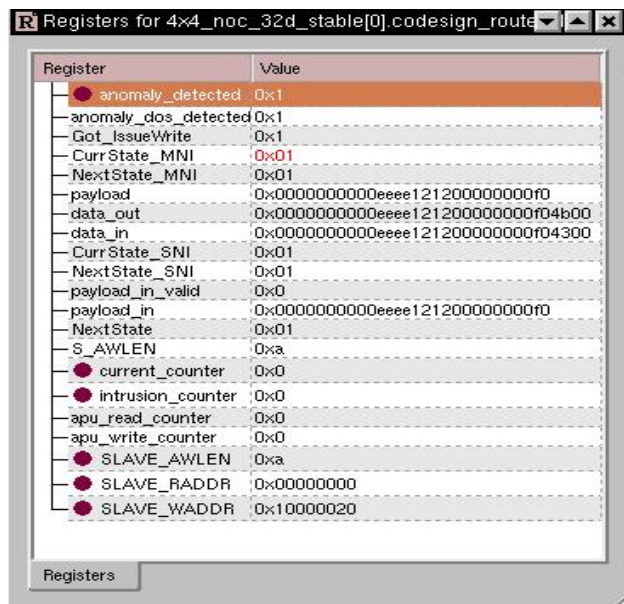 R Registers for 4x4_noc_32d_stable[0].codesign_route
Register Value
anomaly_detected 0x1
anomaly_dos_detected 0x1
Got_IssueWrite 0x1
CurrState_MNI 0x01
NextState_MNI 0x01
payload 0x0000000000eeee121200000000f0
data_out 0x0000000000eeee121200000000f04b00
data_in 0x0000000000eeee121200000000f04300
CurrState_SNI 0x01
NextState_SNI 0x01
payload_in_valid 0x0
payload_in 0x0000000000eeee121200000000f0
NextState 0x01
S_AWLEN 0xa
current_counter 0x0
intrusion_counter 0x0
apu_read_counter 0x0
apu_write_counter 0x0
SLAVE_AWLEN 0xa
SLAVE_RADDR 0x00000000
SLAVE_WADDR 0x10000020
Registers